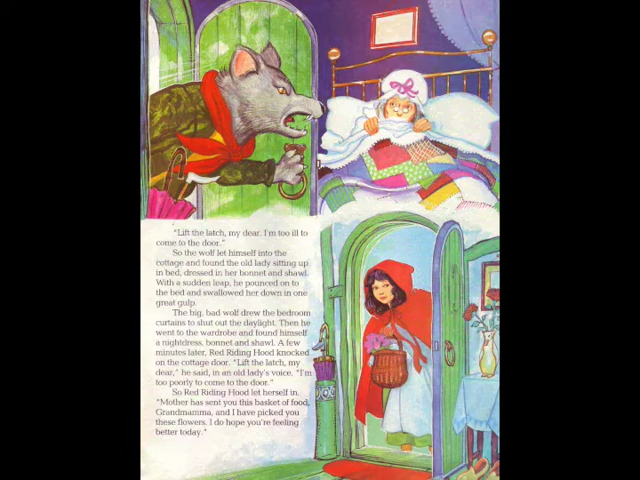 "Lift the latch, my dear. I'm too ill to
come to the door."
So the wolf let himself into the
cottage and found the old lady sitting up
in bed, dressed in her bonnet and shawl.
With a sudden leap, he pounced on to
the bed and swallowed her down in one
great gulp.
The big, bad wolf drew the bedroom
curtains to shut out the daylight. Then he
went to the wardrobe and found himself
a nightdress, bonnet and shawl. A few
minutes later, Red Riding Hood knocked
on the cottage door. "Lift the latch, my
dear," he said, in an old lady's voice. "I'm
too poorly to come to the door."
So Red Riding Hood let herself in.
"Mother has sent you this basket of food,
Grandmamma, and I have picked you
these flowers. I do hope you're feeling
better today."